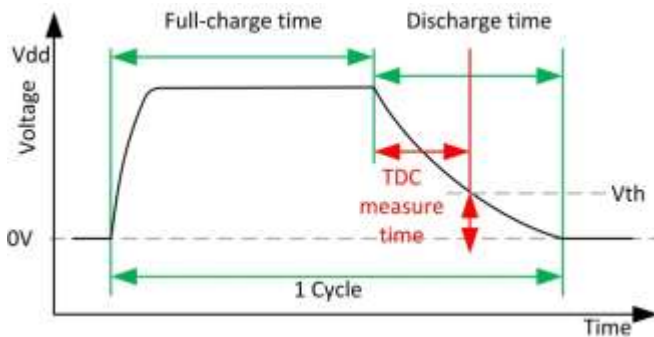 Full-charge time
Discharge time
Vdd
Voltage
TDC
measure
time
Vth
0V
1 Cycle
Time